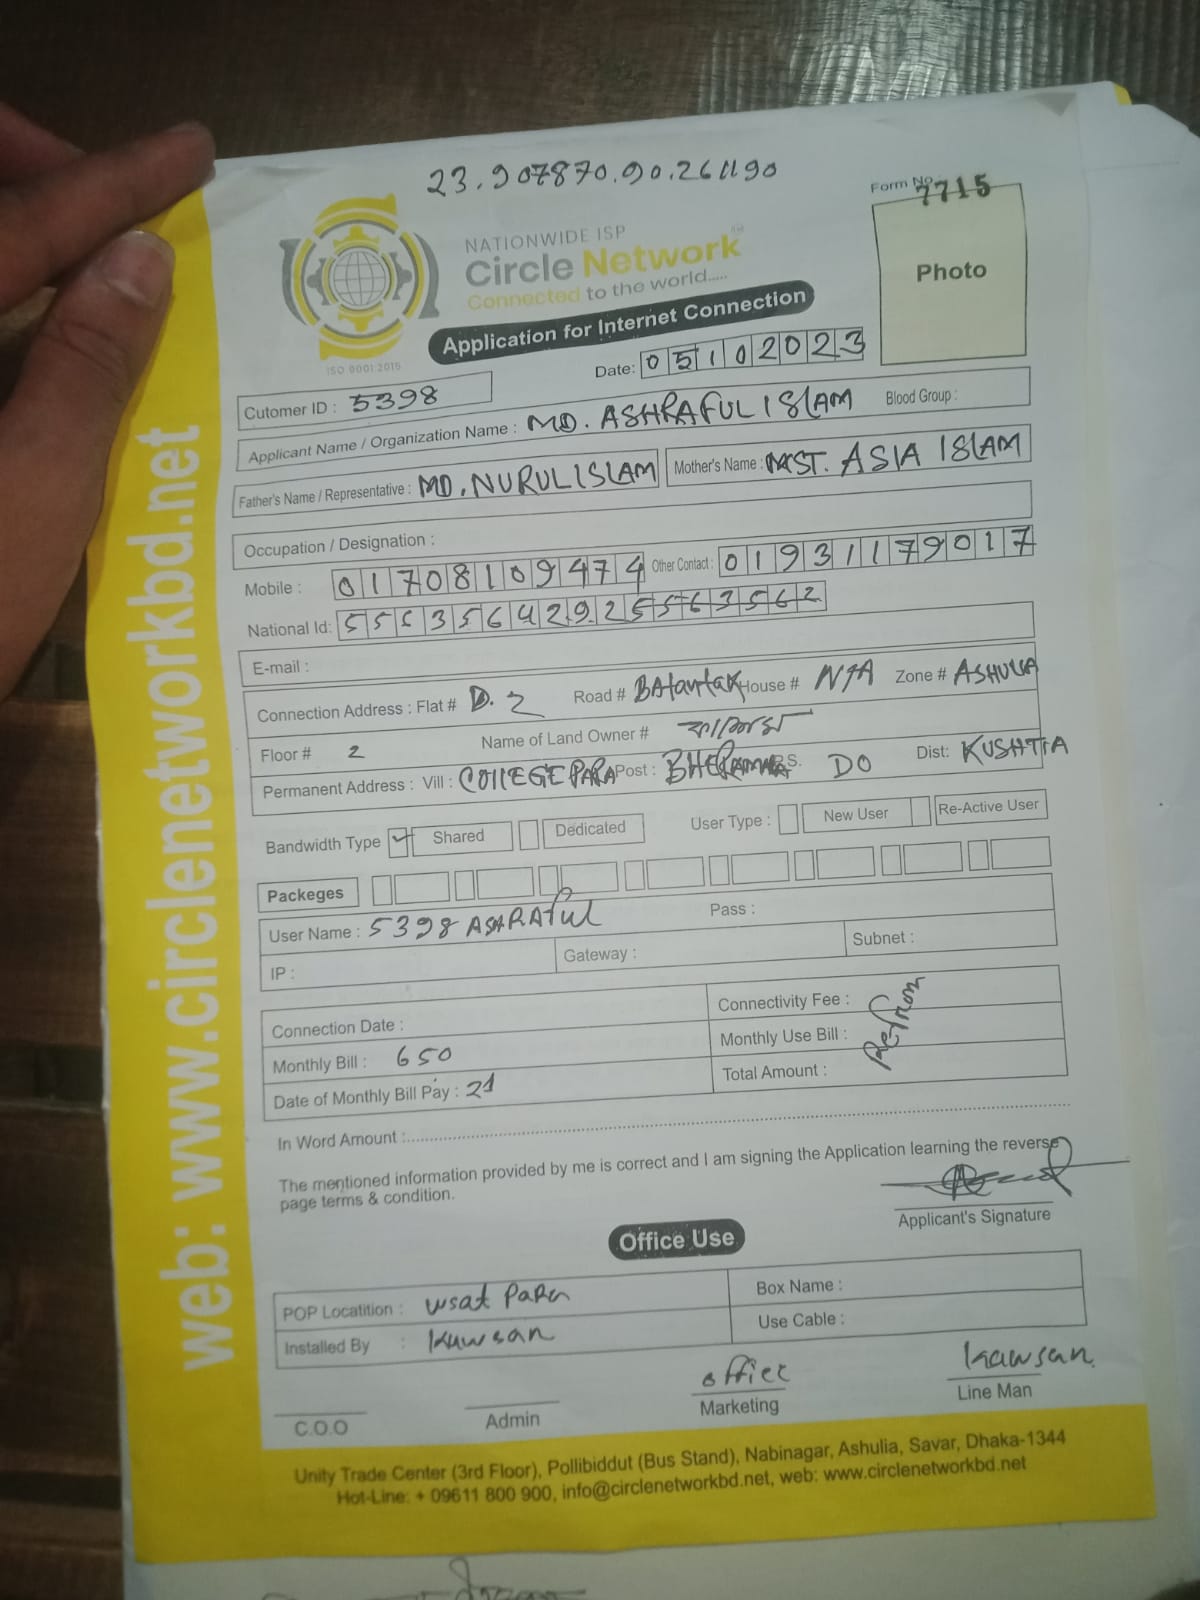 23.907870.90.261190
Form No. 7715
NATIONWIDE ISP
Circle Network
Connected to the world.....
ISO 9001:2015
Photo
Application for Internet Connection
Date: 05102023
Cutomer ID : 5398
Applicant Name / Organization Name : MD. ASHRAFUL ISLAM Blood Group :
Father's Name / Representative : MD. NURUL ISLAM Mother's Name : MST. ASIA ISLAM
Occupation / Designation :
Mobile : 01708109474 Other Contact : 01931179017
National Id:
E-mail :
Connection Address : Flat # D. 2 Road # House # N/A Zone # ASHULIA
Floor # 2 Name of Land Owner #
Permanent Address : Vill : COLLEGE PARA Post : BHERAMARA P.S. DO Dist: KUSHTIA
Bandwidth Type Shared Dedicated User Type : New User Re-Active User
Packeges
User Name : 5398 ASHRAFUL Pass :
IP : Gateway : Subnet :
Connection Date : Connectivity Fee :
Monthly Bill : 650 Monthly Use Bill :
Date of Monthly Bill Pay : 21 Total Amount :
In Word Amount :
The mentioned information provided by me is correct and I am signing the Application learning the reverse
page terms & condition.
Applicant's Signature
Office Use
POP Locatition : Box Name :
Installed By : Kawsar Use Cable :
office Kawsar
C.O.O Admin Marketing Line Man
Unity Trade Center (3rd Floor), Pollibiddut (Bus Stand), Nabinagar, Ashulia, Savar, Dhaka-1344
Hot-Line: + 09611 800 900, info@circlenetworkbd.net, web: www.circlenetworkbd.net
web: www.circlenetworkbd.net